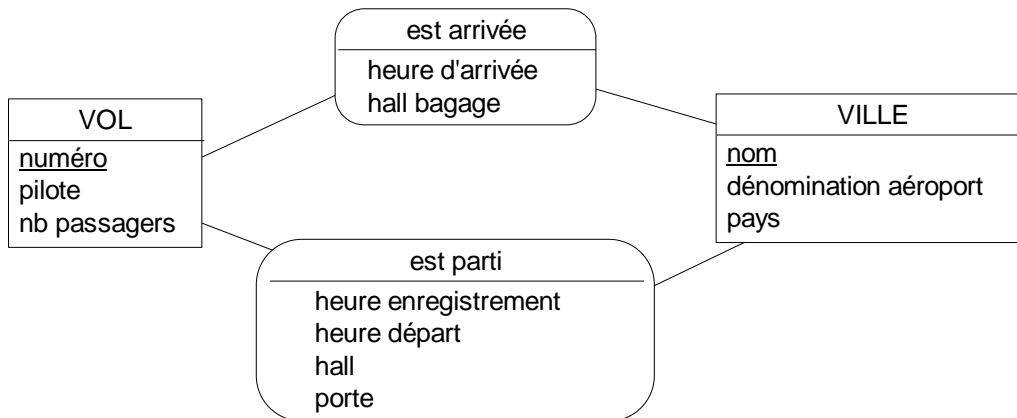 est arrivée
heure d'arrivée
hall bagage
VOL
numéro
pilote
nb passagers
VILLE
nom
dénomination aéroport
pays
est parti
heure enregistrement
heure départ
hall
porte